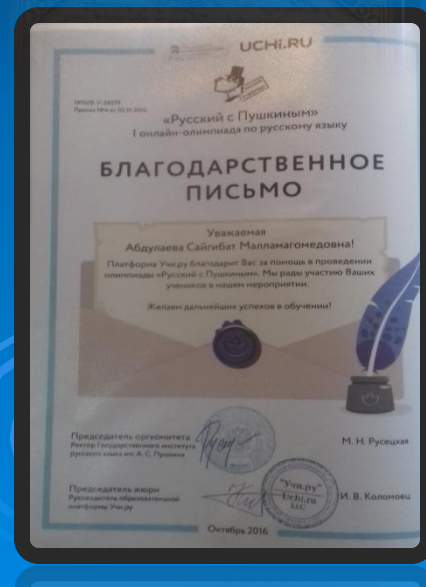 UCHi.RU
«Русский с Пушкиным»
I онлайн-олимпиада по русскому языку
БЛАГОДАРСТВЕННОЕ
ПИСЬМО
Уважаемая
Абдулаева Сайгибат Малламагомедовна!
Платформа Учи.ру благодарит Вас за помощь в проведении
олимпиады «Русский с Пушкиным». Мы рады участию Ваших
учеников в нашем мероприятии.
Желаем дальнейших успехов в обучении!
Председатель оргкомитета
Ректор Государственного института
русского языка им. А. С. Пушкина
М. Н. Русецкая
Председатель жюри
Руководитель образовательной
платформы Учи.ру
"Учи.ру"
Uchi.ru
LLC
И. В. Коломоец
Октябрь 2016